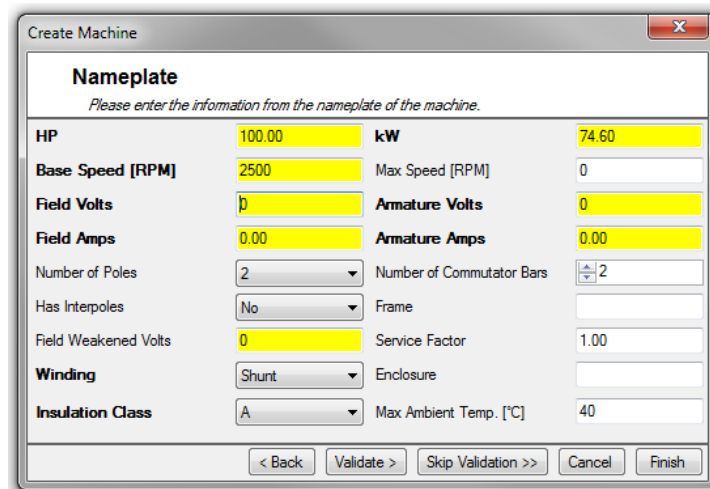 Create Machine
Nameplate
Please enter the information from the nameplate of the machine.
HP 100.00 kW 74.60
Base Speed [RPM] 2500 Max Speed [RPM] 0
Field Volts 0 Armature Volts 0
Field Amps 0.00 Armature Amps 0.00
Number of Poles 2 Number of Commutator Bars 2
Has Interpoles No Frame
Field Weakened Volts 0 Service Factor 1.00
Winding Shunt Enclosure
Insulation Class A Max Ambient Temp. [°C] 40
< Back Validate > Skip Validation >> Cancel Finish